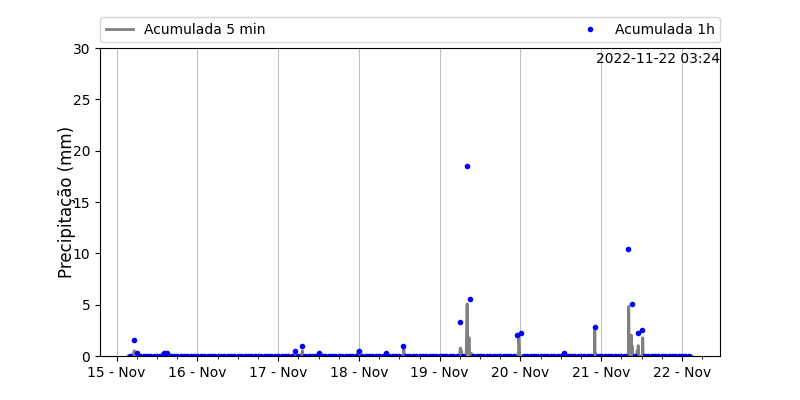 Acumulada 5 min
Acumulada 1h
2022-11-22 03:24
Precipitação (mm)
30
25
20
15
10
5
0
15 - Nov
16 - Nov
17 - Nov
18 - Nov
19 - Nov
20 - Nov
21 - Nov
22 - Nov